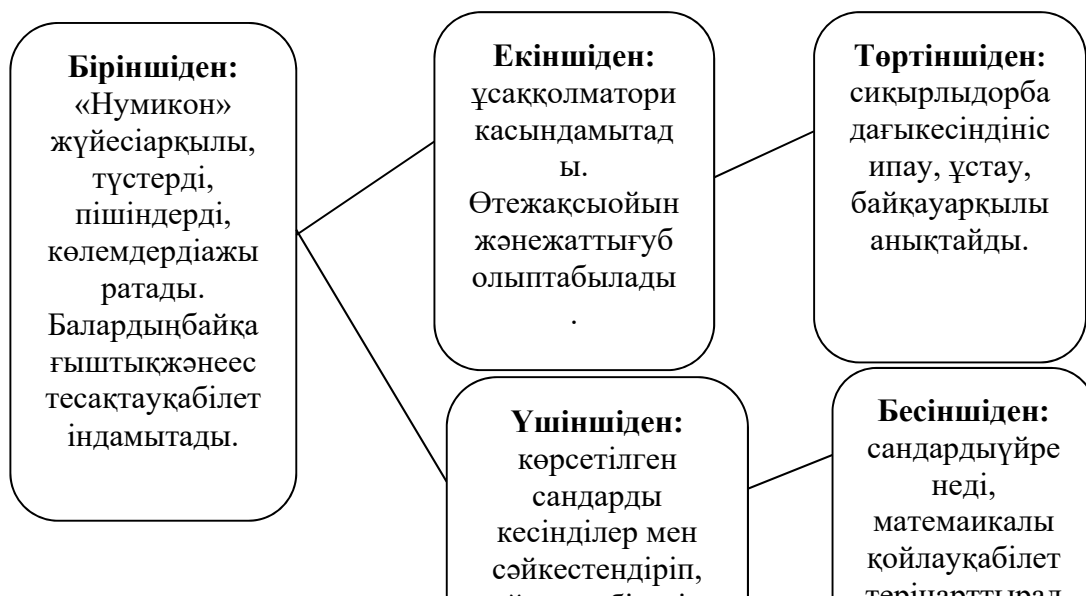 Біріншіден:
«Нумикон»
жүйесіарқылы,
түстерді,
пішіндерді,
көлемдердіажы
ратады.
Балардыңбайқа
ғыштықжәнеес
тесақтауқабілет
індамытады.
Екіншіден:
ұсаққолматори
касындамытад
ы.
Өтежақсыойын
жәнежаттығуб
олыптабылады
.
Үшіншіден:
көрсетілген
сандарды
кесінділер мен
сәйкестендіріп,
Төртіншіден:
сиқырлыдорба
дағыкесіндініс
ипау, ұстау,
байқауарқылы
анықтайды.
Бесіншіден:
сандардыүйре
неді,
матемаикалы
қойлауқабілет
терінарттырад